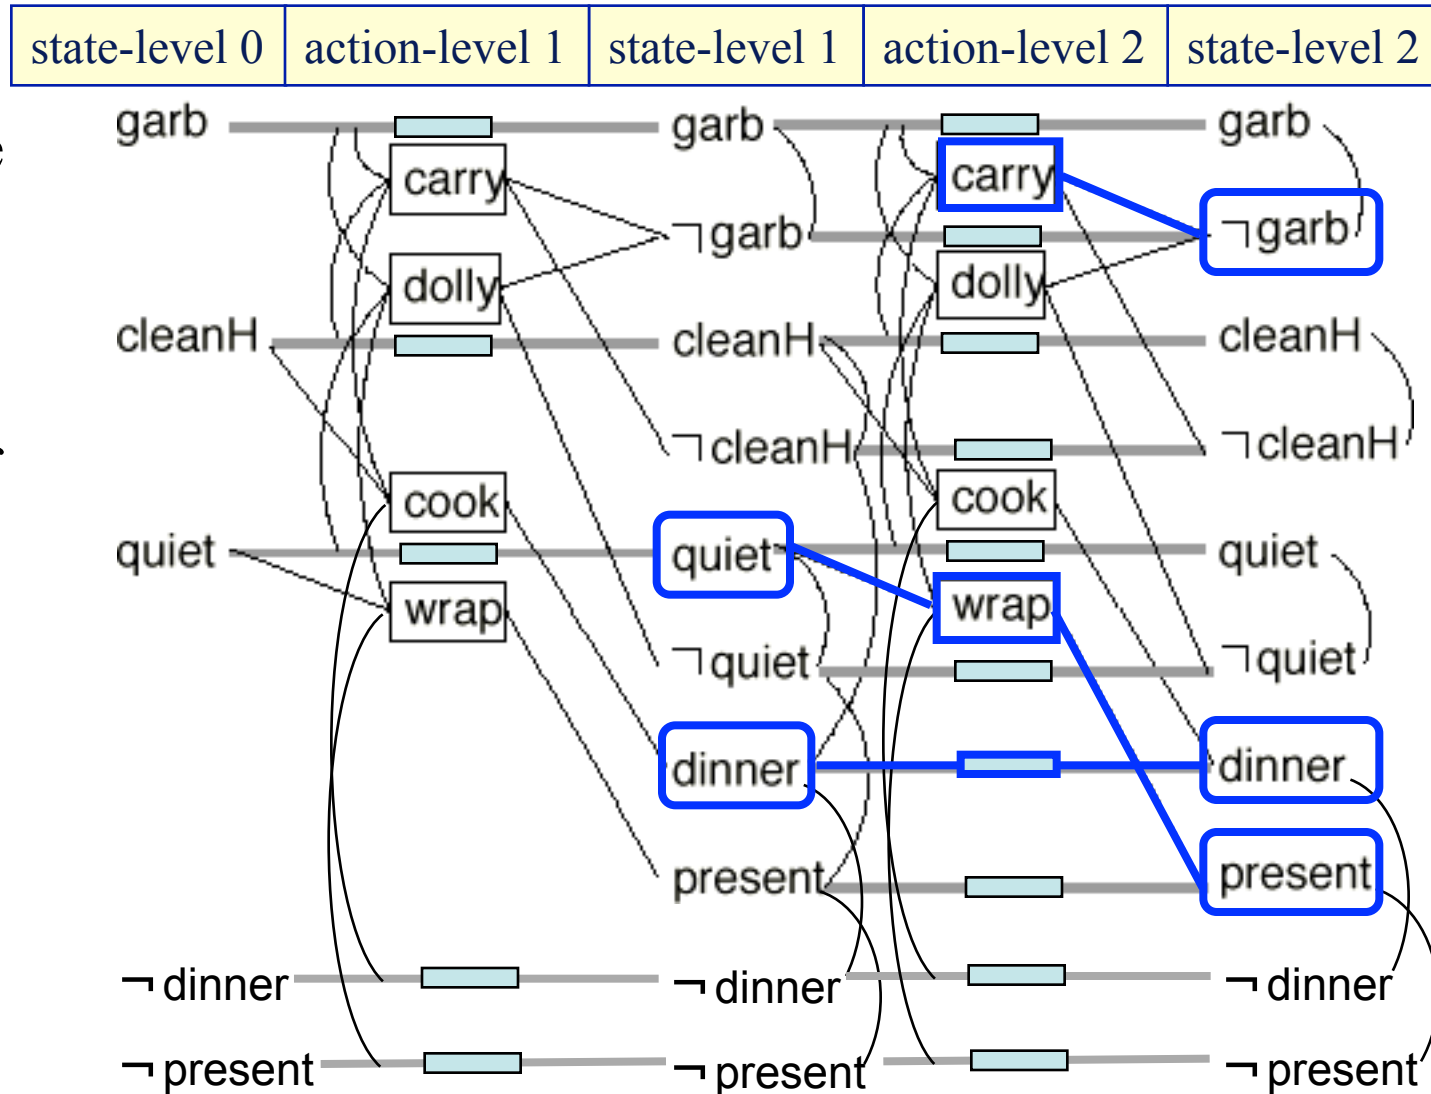 state-level 0 action-level 1 state-level 1 action-level 2 state-level 2
garb garb garb
e
carry carry
¬garb ¬garb
dolly dolly
cleanH cleanH cleanH
.
¬cleanH ¬cleanH
cook cook
quiet quiet quiet
wrap wrap
¬quiet ¬quiet
dinner dinner
present present
¬ dinner ¬ dinner ¬ dinner
¬ present ¬ present ¬ present